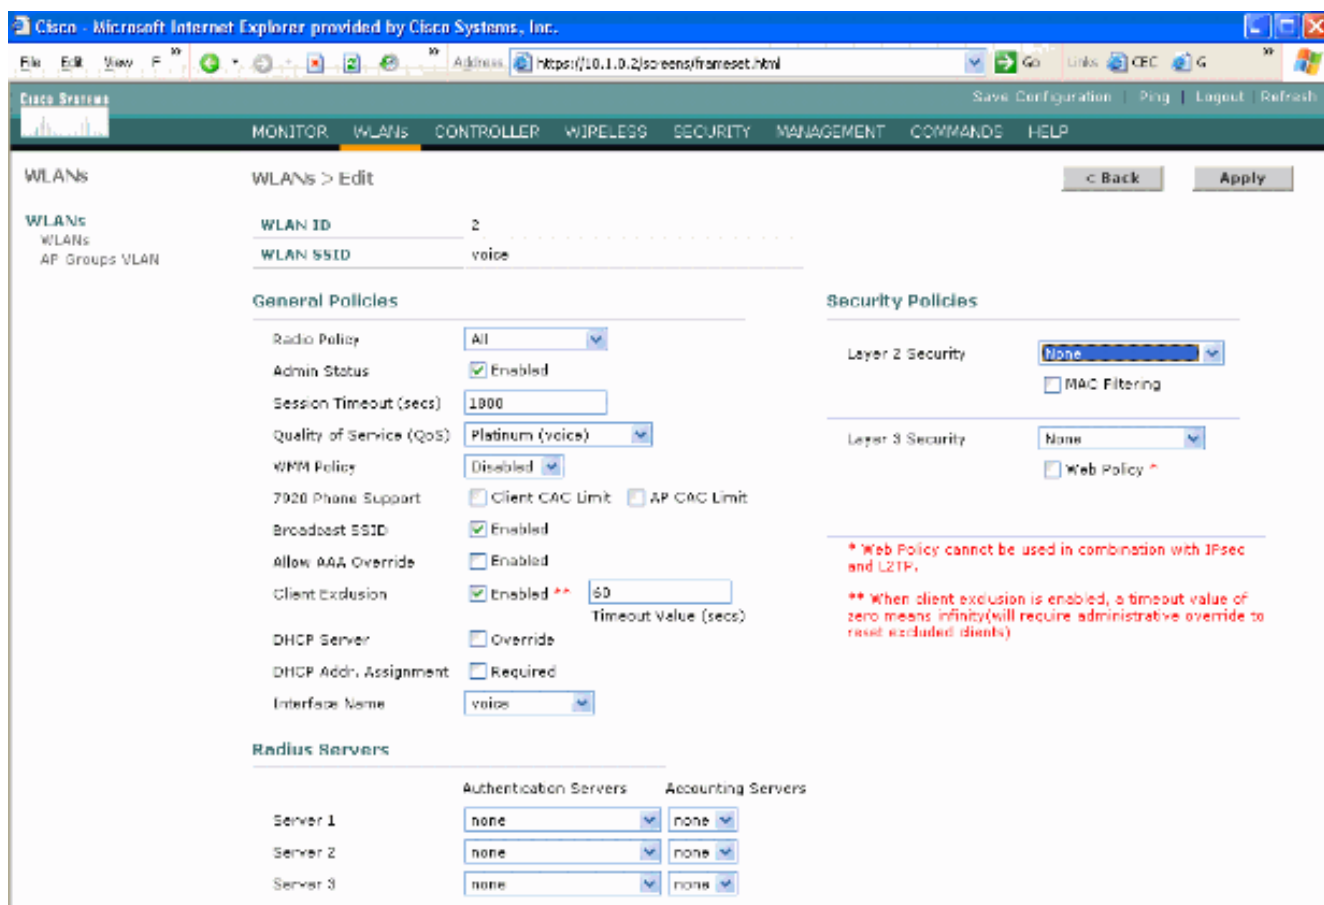 Cisco - Microsoft Internet Explorer provided by Cisco Systems, Inc.
File Edit View F » » Address https://10.1.0.2/screens/frameset.html Go Links CEC G »
Cisco Systems
Save Configuration | Ping | Logout | Refresh
MONITOR WLANs CONTROLLER WIRELESS SECURITY MANAGEMENT COMMANDS HELP
WLANs
WLANs > Edit
< Back Apply
WLANs
WLANs
AP Groups VLAN
WLAN ID 2
WLAN SSID voice
General Policies
Radio Policy All
Admin Status Enabled
Session Timeout (secs) 1800
Quality of Service (QoS) Platinum (voice)
WMM Policy Disabled
7920 Phone Support Client CAC Limit AP CAC Limit
Broadcast SSID Enabled
Allow AAA Override Enabled
Client Exclusion Enabled ** 60
Timeout Value (secs)
DHCP Server Override
DHCP Addr. Assignment Required
Interface Name voice
Security Policies
Layer 2 Security None
MAC Filtering
Layer 3 Security None
Web Policy *
* Web Policy cannot be used in combination with IPsec
and L2TP.
** When client exclusion is enabled, a timeout value of
zero means infinity(will require administrative override to
reset excluded clients)
Radius Servers
Authentication Servers Accounting Servers
Server 1 none none
Server 2 none none
Server 3 none none